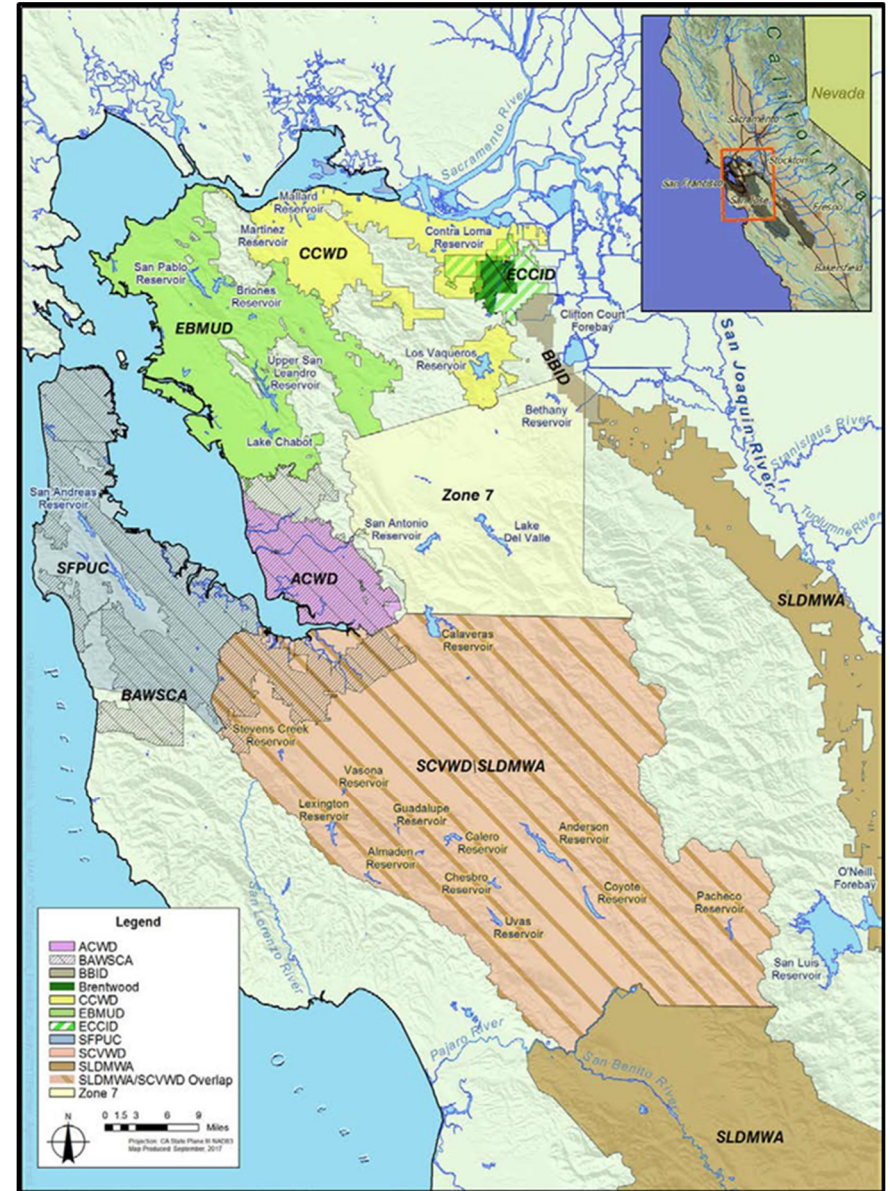 California
Nevada
Sacramento
Stockton
San Francisco
San Jose
Fresno
Bakersfield
Sacramento River
Mallard
Reservoir
Martinez
Reservoir
CCWD
Contra Loma
Reservoir
ECCID
San Pablo
Reservoir
Briones
Reservoir
EBMUD
Clifton Court
Forebay
Los Vaqueros
Reservoir
BBID
Upper San
Leandro
Reservoir
Bethany
Reservoir
San Joaquin River
Stanislaus River
Lake Chabot
Zone 7
San Andreas
Reservoir
San Antonio
Reservoir
Lake
Del Valle
Tuolumne River
SFPUC
ACWD
SLDMWA
Calaveras
Reservoir
BAWSCA
Stevens Creek
Reservoir
SCVWD\SLDMWA
Vasona
Reservoir
Lexington
Reservoir
Guadalupe
Reservoir
Anderson
Reservoir
Calero
Reservoir
Almaden
Reservoir
Chesbro
Reservoir
Coyote
Reservoir
Pacheco
Reservoir
O'Neill
Forebay
Uvas
Reservoir
San Luis
Reservoir
San Lorenzo River
Pajaro River
San Benito River
SLDMWA
Pacific
Ocean
Legend
ACWD
BAWSCA
BBID
Brentwood
CCWD
EBMUD
ECCID
SFPUC
SCVWD
SLDMWA
SLDMWA/SCVWD Overlap
Zone 7
N
0 1.5 3 6 9
Miles
Projection: CA State Plane III NAD83
Map Produced: September, 2017